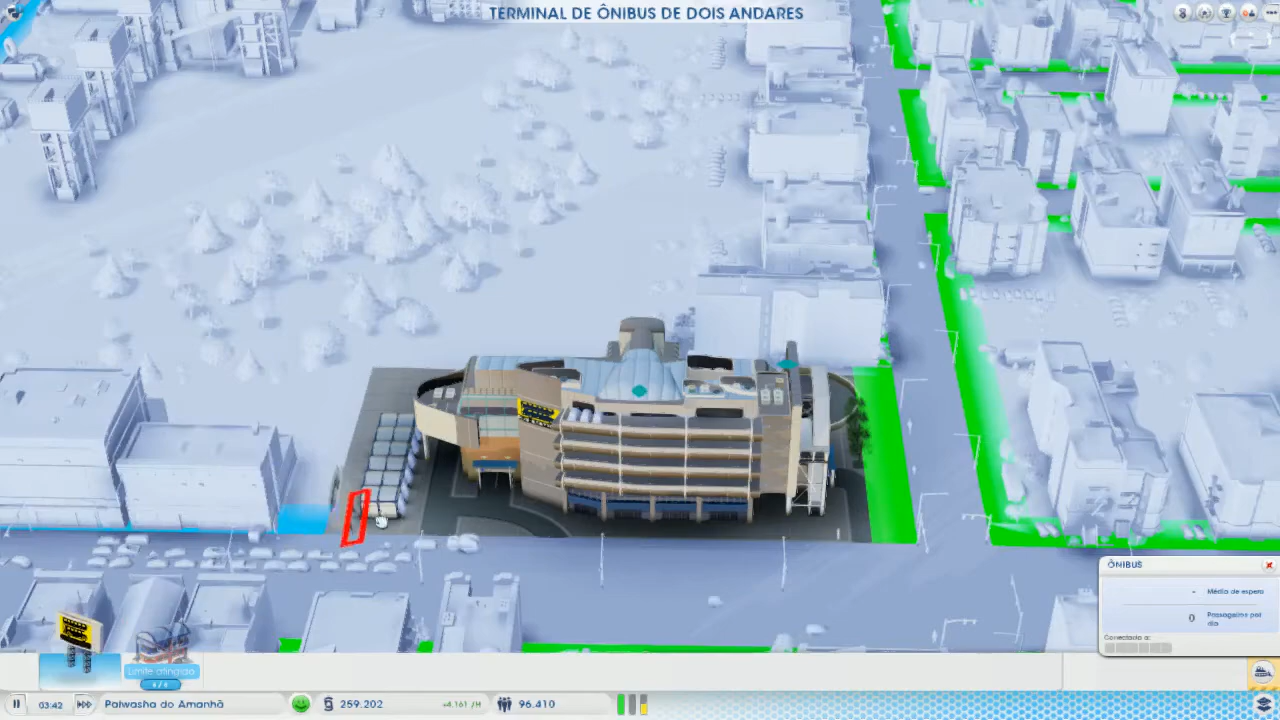 TERMINAL DE ÔNIBUS DE DOIS ANDARES
ÔNIBUS
- Média de espera
0 Passageiros por dia
Conectado a:
Limite atingido
4 / 4
03:42
Palwasha do Amanhã
259.202
+4.161 /H
96.410